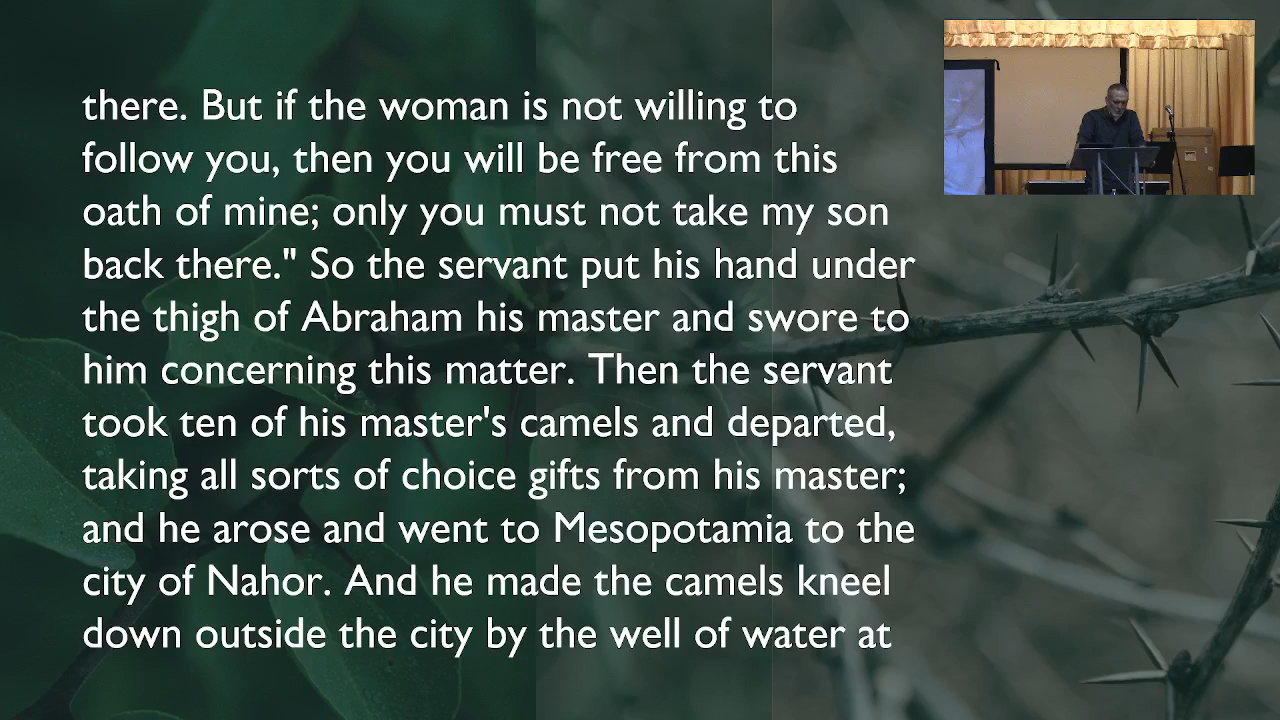 there. But if the woman is not willing to
follow you, then you will be free from this
oath of mine; only you must not take my son
back there." So the servant put his hand under
the thigh of Abraham his master and swore to
him concerning this matter. Then the servant
took ten of his master's camels and departed,
taking all sorts of choice gifts from his master;
and he arose and went to Mesopotamia to the
city of Nahor. And he made the camels kneel
down outside the city by the well of water at